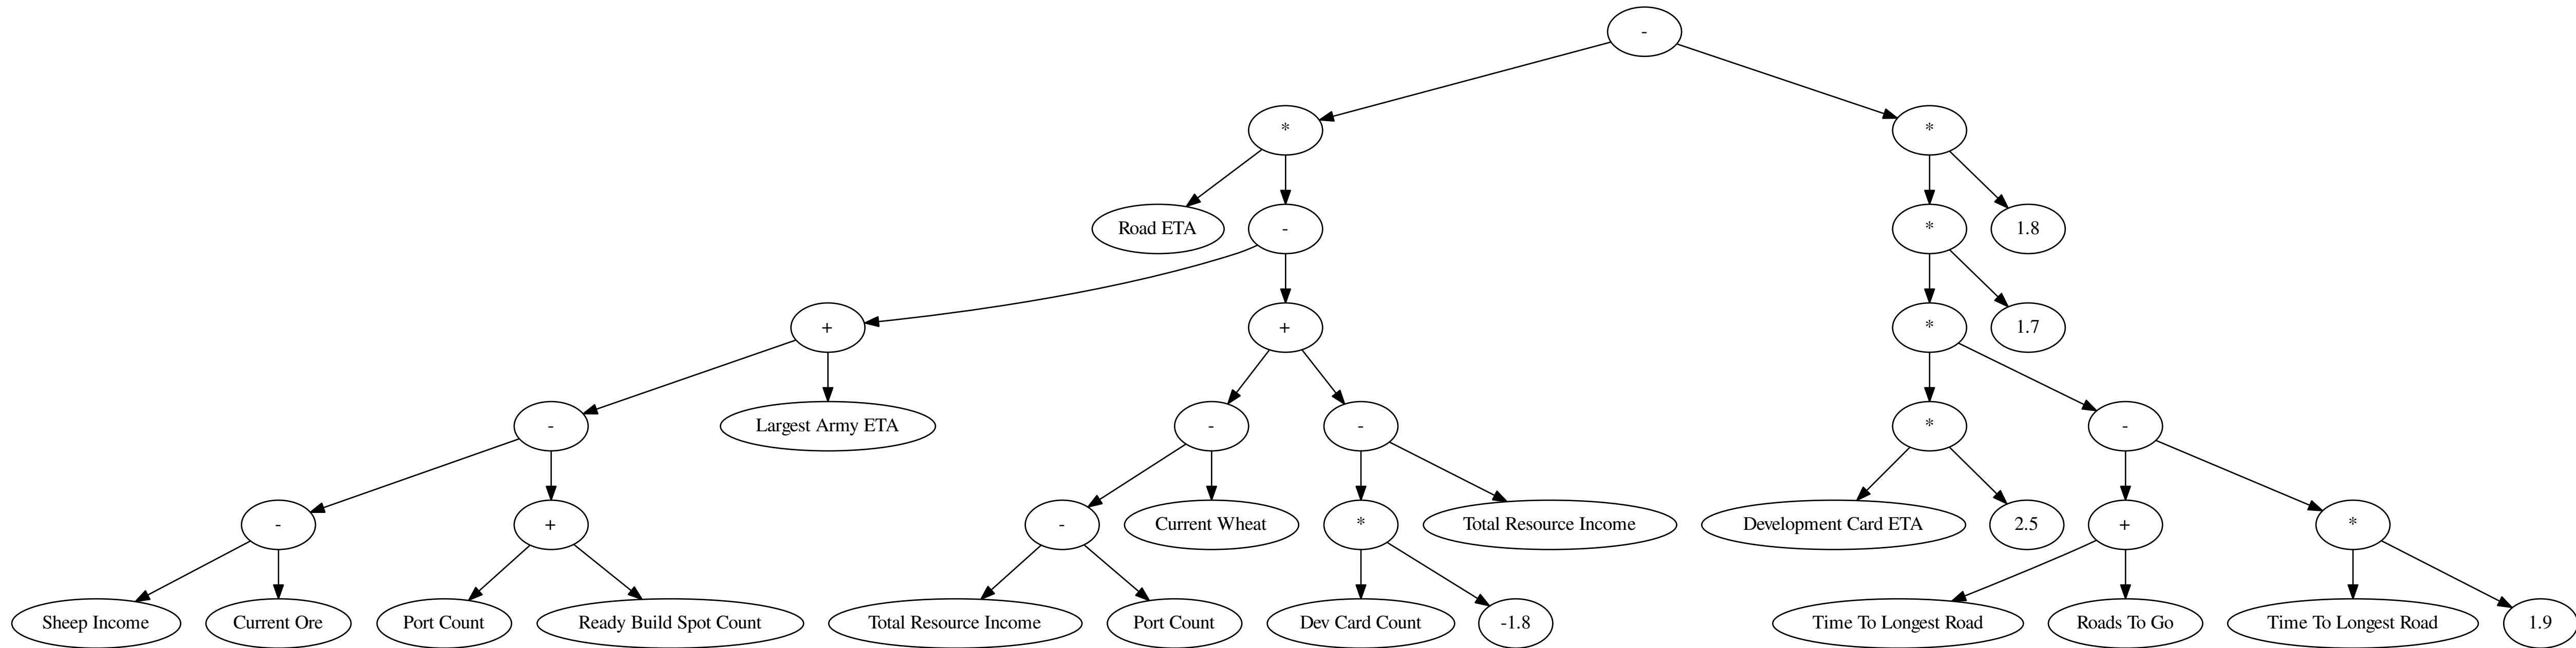 -
*
*
Road ETA
-
*
1.8
+
+
*
1.7
-
Largest Army ETA
-
-
*
-
-
+
-
Current Wheat
*
Total Resource Income
Development Card ETA
2.5
+
*
Sheep Income
Current Ore
Port Count
Ready Build Spot Count
Total Resource Income
Port Count
Dev Card Count
-1.8
Time To Longest Road
Roads To Go
Time To Longest Road
1.9